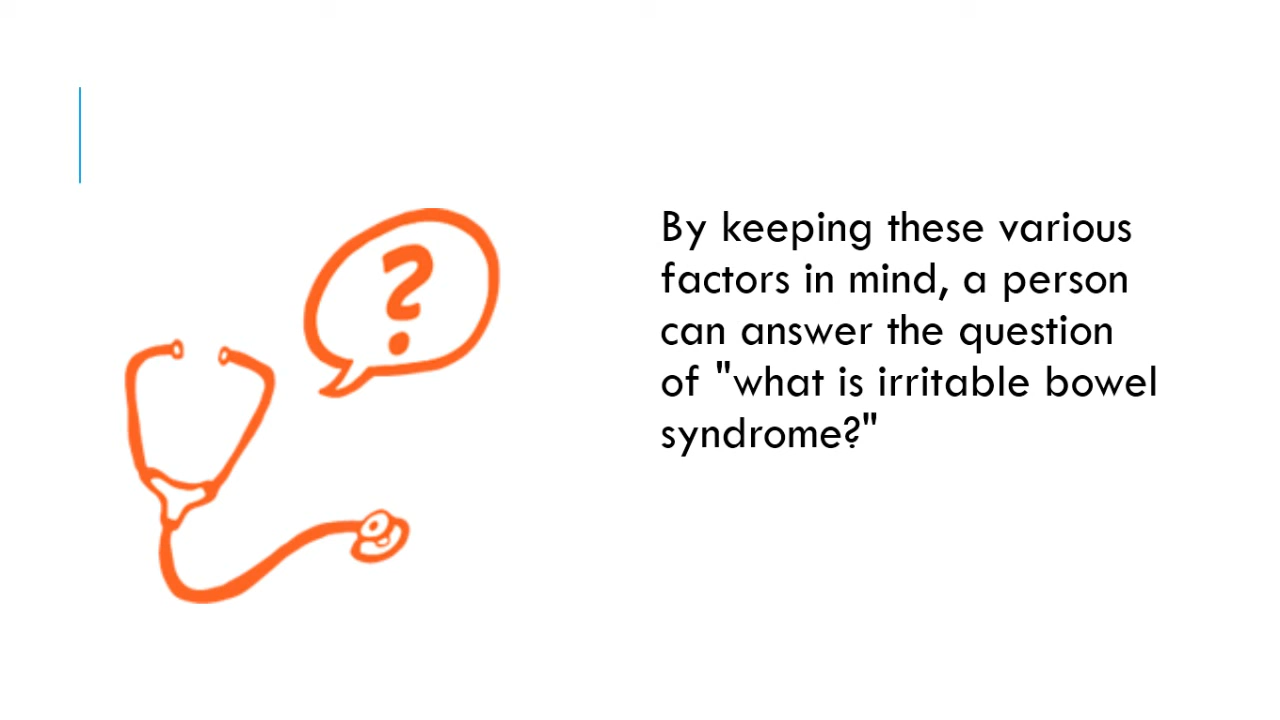 ?
By keeping these various
factors in mind, a person
can answer the question
of "what is irritable bowel
syndrome?"